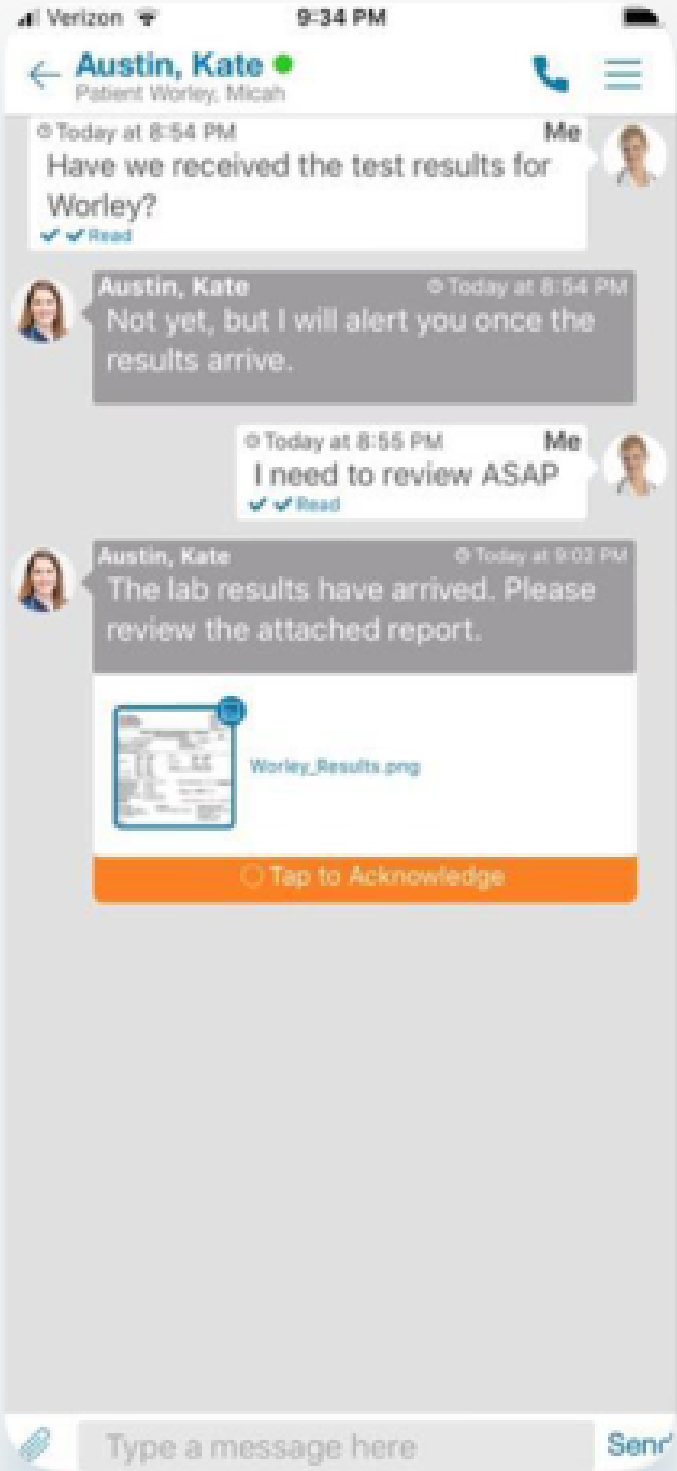 Verizon 9:34 PM
Austin, Kate
Patient Worley, Micah
Today at 8:54 PM Me
Have we received the test results for
Worley?
Read
Austin, Kate Today at 8:54 PM
Not yet, but I will alert you once the
results arrive.
Today at 8:55 PM Me
I need to review ASAP
Read
Austin, Kate Today at 9:02 PM
The lab results have arrived. Please
review the attached report.
Worley_Results.png
Tap to Acknowledge
Type a message here Send